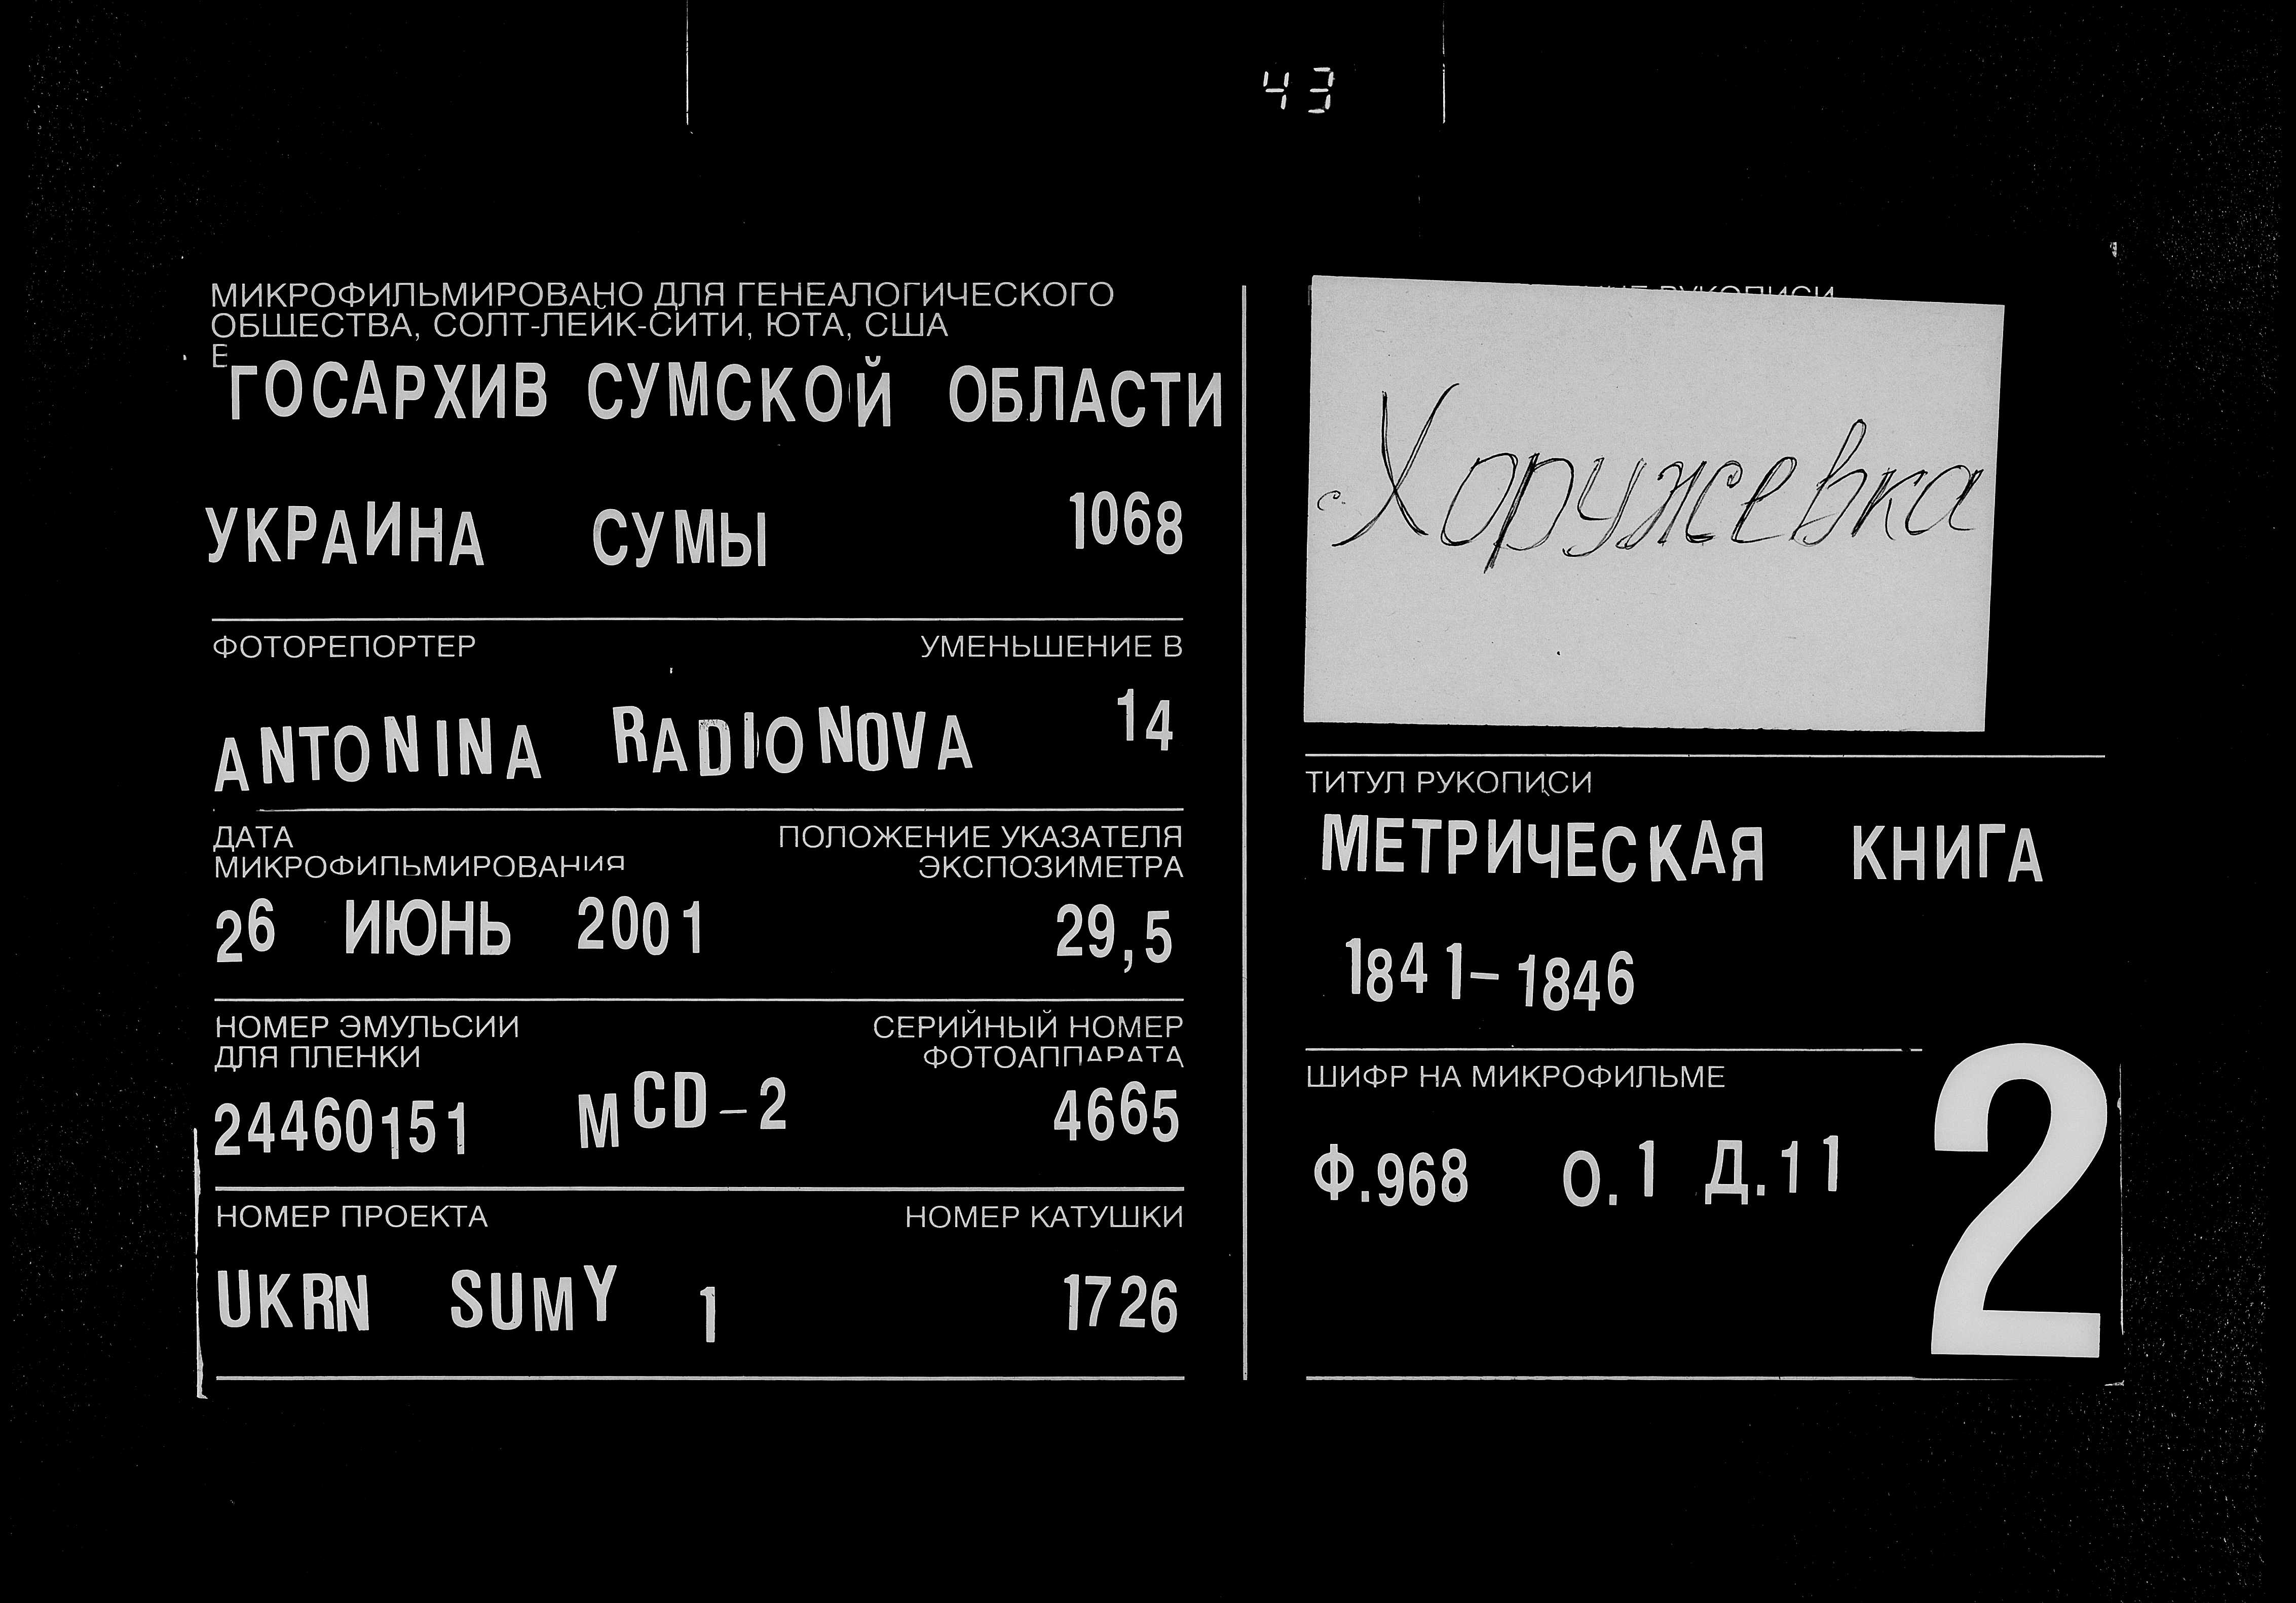 43
МИКРОФИЛЬМИРОВАНО ДЛЯ ГЕНЕАЛОГИЧЕСКОГО
ОБЩЕСТВА, СОЛТ-ЛЕЙК-СИТИ, ЮТА, США
Е
ГОСАРХИВ СУМСКОЙ ОБЛАСТИ
УКРАИНА СУМЫ 1068
ФОТОРЕПОРТЕР УМЕНЬШЕНИЕ В
ANTONINA RADIONOVA 14
ДАТА ПОЛОЖЕНИЕ УКАЗАТЕЛЯ
МИКРОФИЛЬМИРОВАНИЯ ЭКСПОЗИМЕТРА
26 ИЮНЬ 2001 29,5
НОМЕР ЭМУЛЬСИИ СЕРИЙНЫЙ НОМЕР
ДЛЯ ПЛЕНКИ ФОТОАППАРАТА
24460151 MCD-2 4665
НОМЕР ПРОЕКТА НОМЕР КАТУШКИ
UKRN SUMY 1 1726
РУКОПИСИ
с. Хоружевка
ТИТУЛ РУКОПИСИ
МЕТРИЧЕСКАЯ КНИГА
1841-1846
ШИФР НА МИКРОФИЛЬМЕ
Ф.968 О.1 Д.11
2